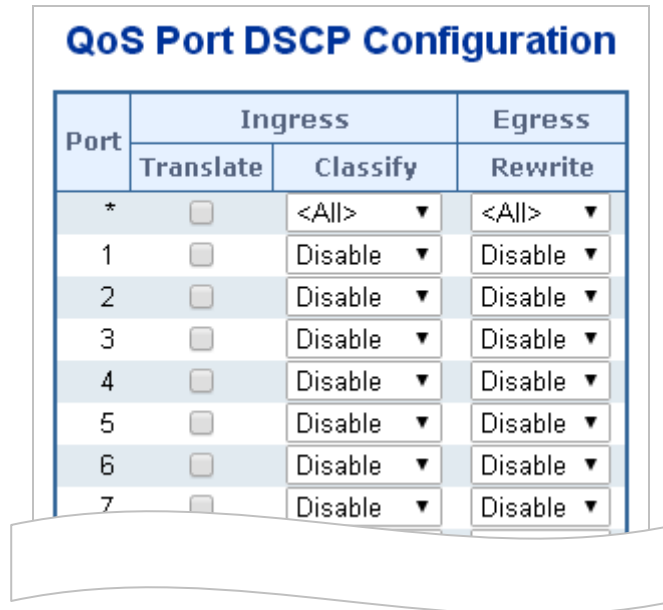 QoS Port DSCP Configuration
Port Ingress Egress
Translate Classify Rewrite
* <All> <All>
1 Disable Disable
2 Disable Disable
3 Disable Disable
4 Disable Disable
5 Disable Disable
6 Disable Disable
7 Disable Disable